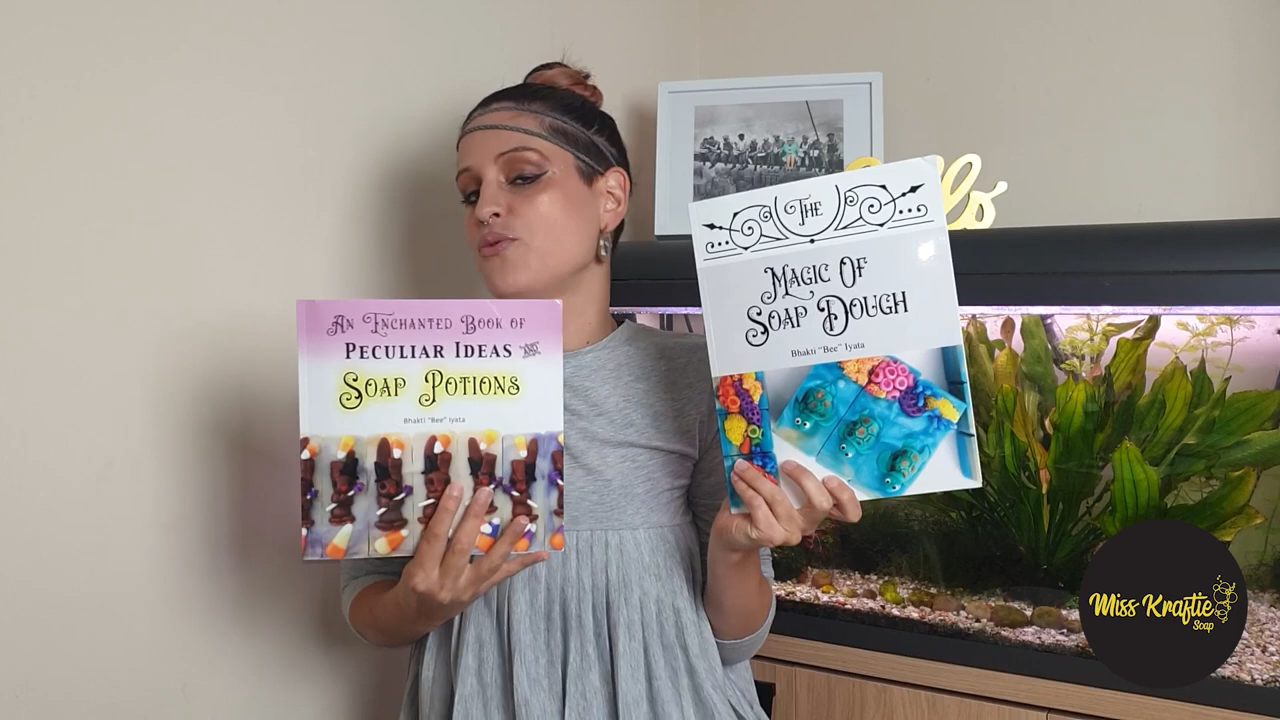 An Enchanted Book of
Peculiar Ideas and
Soap Potions
Bhakti "Bee" Iyata
The
Magic Of
Soap Dough
Bhakti "Bee" Iyata
Miss Kraftie
Soap